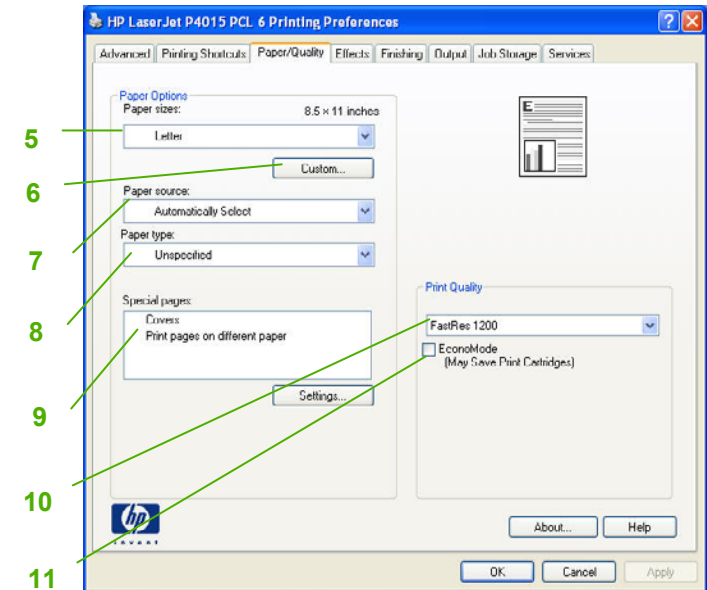 HP LaserJet P4015 PCL 6 Printing Preferences
Advanced Printing Shortcuts Paper/Quality Effects Finishing Output Job Storage Services
Paper Options
Paper sizes: 8.5 × 11 inches
5 Letter
6 Custom...
Paper source:
Automatically Select
Paper type:
7 Unspecified
8
Special pages:
Covers
Print pages on different paper
9 Settings...
Print Quality
FastRes 1200
EconoMode
(May Save Print Cartridges)
10
E
hp
invent
About... Help
11 OK Cancel Apply